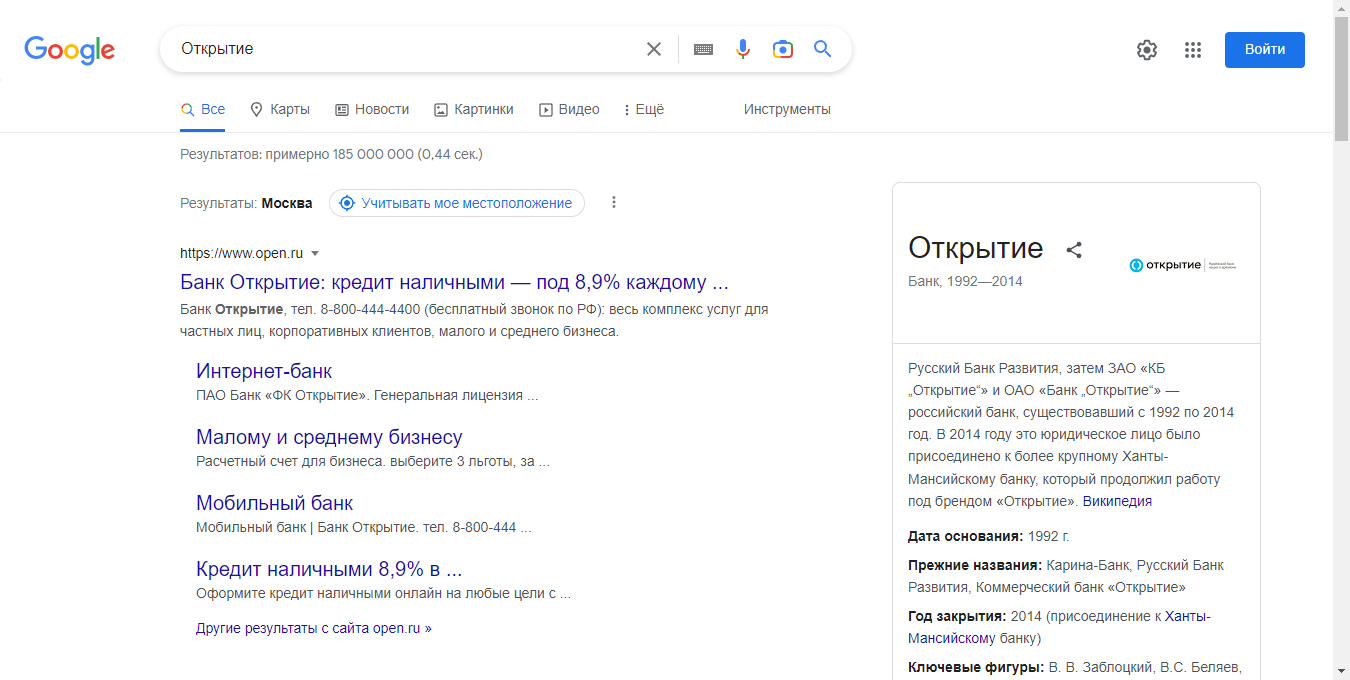 Google
Открытие
Войти
Все
Карты
Новости
Картинки
Видео
Ещё
Инструменты
Результатов: примерно 185 000 000 (0,44 сек.)
Результаты: Москва
Учитывать мое местоположение
https://www.open.ru
Банк Открытие: кредит наличными — под 8,9% каждому ...
Банк Открытие, тел. 8-800-444-4400 (бесплатный звонок по РФ): весь комплекс услуг для
частных лиц, корпоративных клиентов, малого и среднего бизнеса.
Интернет-банк
ПАО Банк «ФК Открытие». Генеральная лицензия ...
Малому и среднему бизнесу
Расчетный счет для бизнеса. выберите 3 льготы, за ...
Мобильный банк
Мобильный банк | Банк Открытие. тел. 8-800-444 ...
Кредит наличными 8,9% в ...
Оформите кредит наличными онлайн на любые цели с ...
Другие результаты с сайта open.ru »
Открытие
Банк, 1992—2014
открытие
Русский Банк Развития, затем ЗАО «КБ
„Открытие“» и ОАО «Банк „Открытие“» —
российский банк, существовавший с 1992 по 2014
год. В 2014 году это юридическое лицо было
присоединено к более крупному Ханты-
Мансийскому банку, который продолжил работу
под брендом «Открытие». Википедия
Дата основания: 1992 г.
Прежние названия: Карина-Банк, Русский Банк
Развития, Коммерческий банк «Открытие»
Год закрытия: 2014 (присоединение к Ханты-
Мансийскому банку)
Ключевые фигуры: В. В. Заблоцкий, В.С. Беляев,